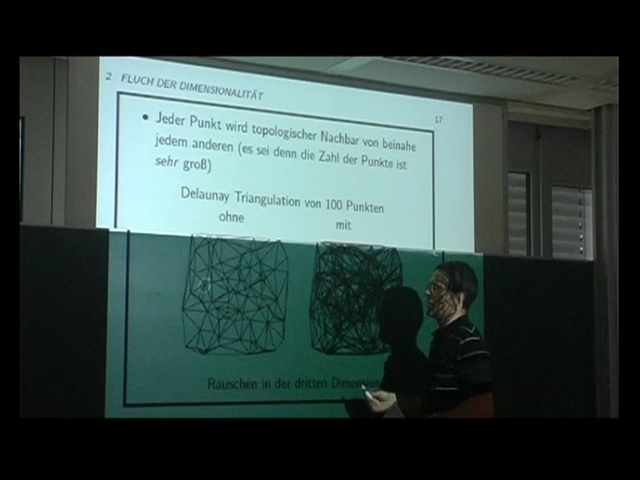 2 FLUCH DER DIMENSIONALITÄT
17
• Jeder Punkt wird topologischer Nachbar von beinahe
jedem anderen (es sei denn die Zahl der Punkte ist
sehr groß)
Delaunay Triangulation von 100 Punkten
ohne mit
Rauschen in der dritten Dimension